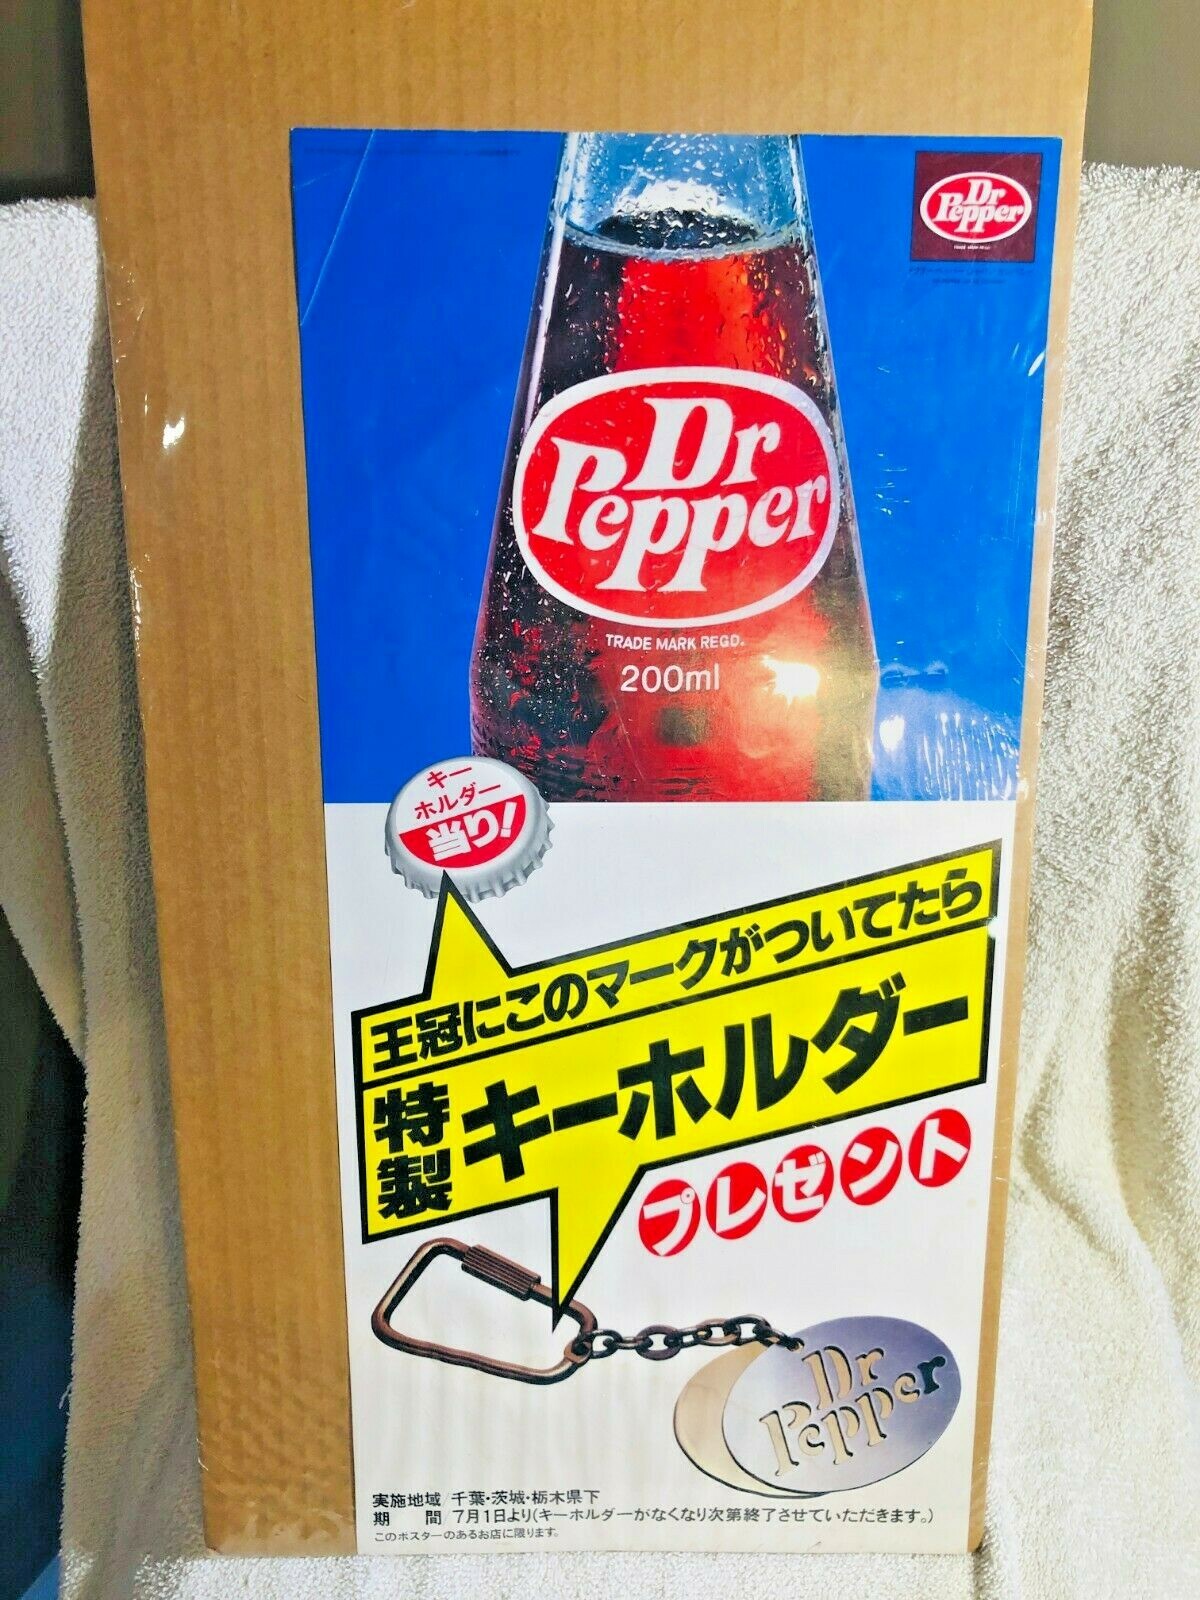 Dr
Pepper
TRADE MARK REGD.
Dr
Pepper
TRADE MARK REGD.
200ml
キー
ホルダー
当り!
王冠にこのマークがついてたら
特製
キーホルダー
プレゼント
Dr
Pepper
実施地域/千葉・茨城・栃木県下
期 間/7月1日より(キーホルダーがなくなり次第終了させていただきます。)
このポスターのあるお店に限ります。